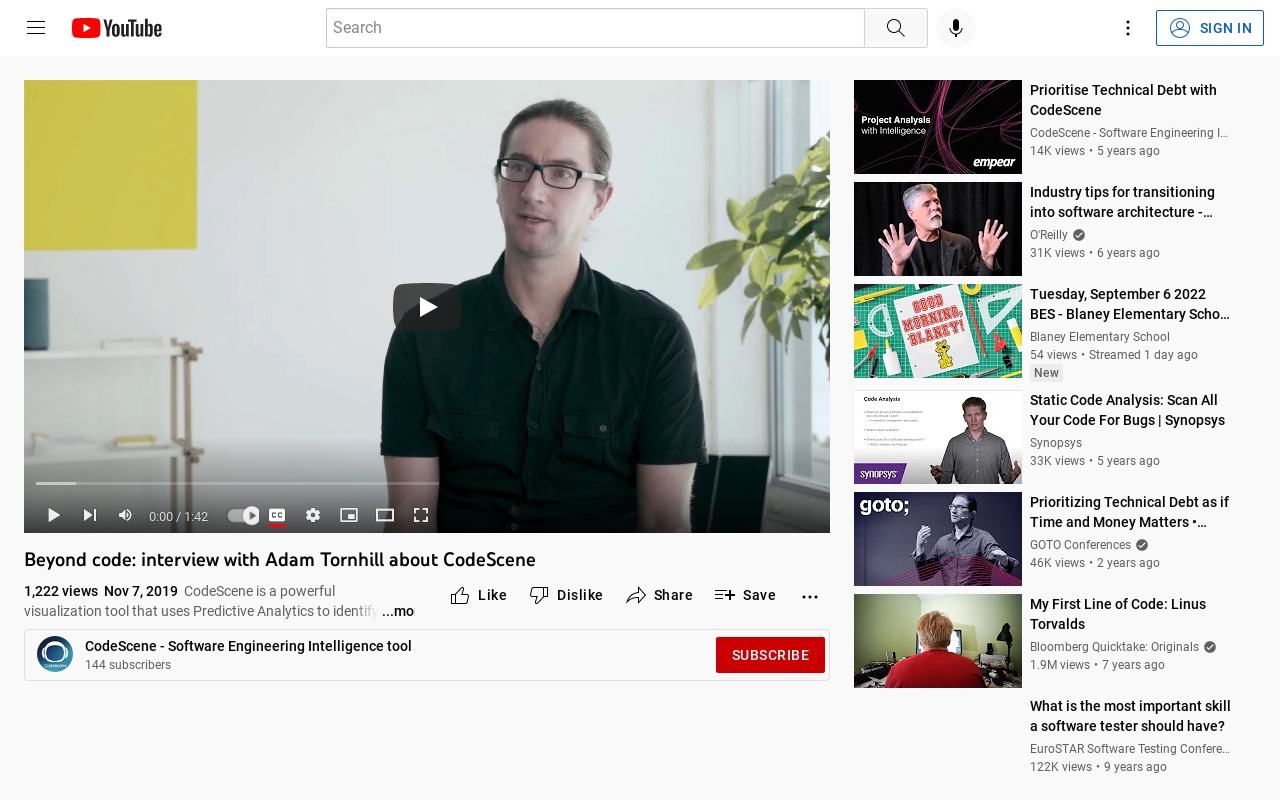 YouTube
Search
SIGN IN
0:00 / 1:42
CC
Beyond code: interview with Adam Tornhill about CodeScene
1,222 views Nov 7, 2019 CodeScene is a powerful
visualization tool that uses Predictive Analytics to identify ...mo
Like
Dislike
Share
Save
CodeScene
CodeScene - Software Engineering Intelligence tool
144 subscribers
SUBSCRIBE
Project Analysis
with Intelligence
empear
Prioritise Technical Debt with
CodeScene
CodeScene - Software Engineering I...
14K views • 5 years ago
Industry tips for transitioning
into software architecture -...
O'Reilly
31K views • 6 years ago
GOOD
MORNING,
BLANEY!
Tuesday, September 6 2022
BES - Blaney Elementary Scho...
Blaney Elementary School
54 views • Streamed 1 day ago
New
Code Analysis
SYNOPSYS
Static Code Analysis: Scan All
Your Code For Bugs | Synopsys
Synopsys
33K views • 5 years ago
goto;
Prioritizing Technical Debt as if
Time and Money Matters •...
GOTO Conferences
46K views • 2 years ago
My First Line of Code: Linus
Torvalds
Bloomberg Quicktake: Originals
1.9M views • 7 years ago
What is the most important skill
a software tester should have?
EuroSTAR Software Testing Confere...
122K views • 9 years ago